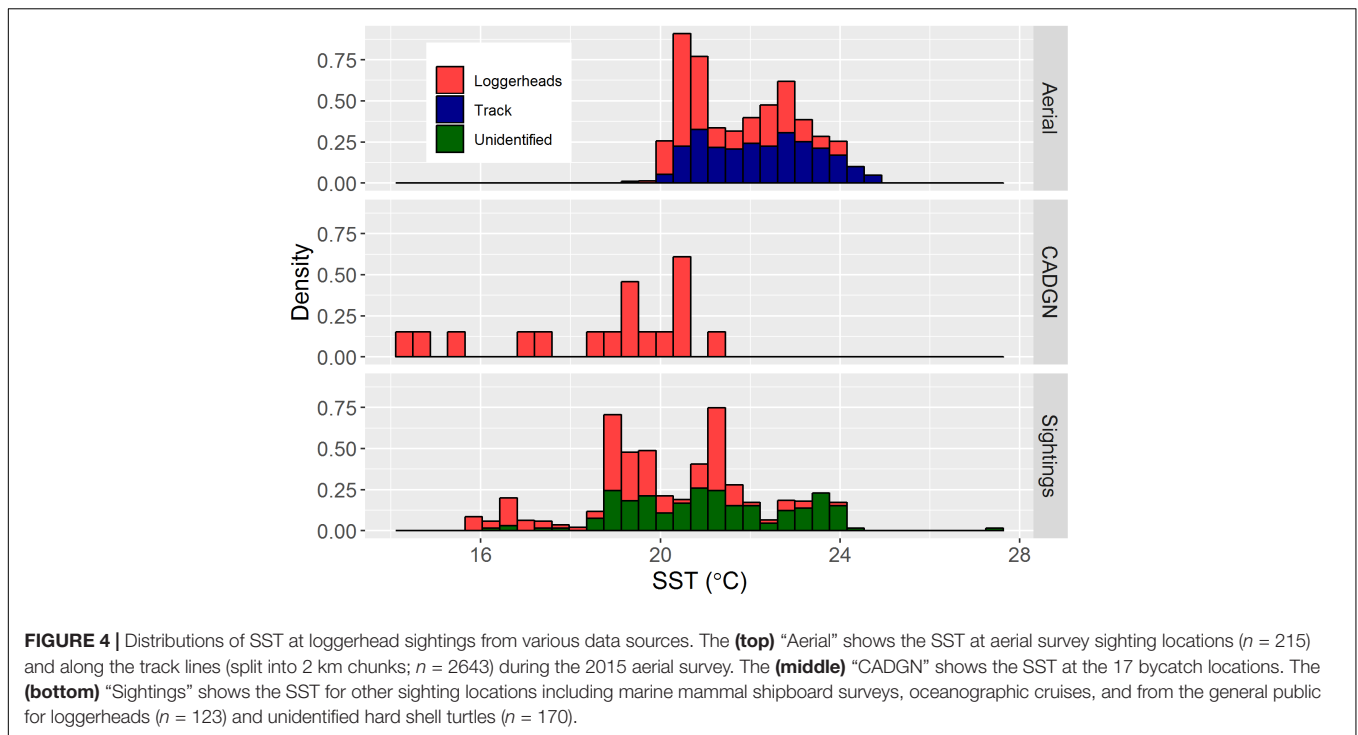 Loggerheads
Track
Unidentified
0.75
0.50
0.25
0.00
Aerial
0.75
0.50
0.25
0.00
CADGN
0.75
0.50
0.25
0.00
Sightings
Density
16
20
24
28
SST (°C)
FIGURE 4 | Distributions of SST at loggerhead sightings from various data sources. The (top) “Aerial” shows the SST at aerial survey sighting locations (n = 215)
and along the track lines (split into 2 km chunks; n = 2643) during the 2015 aerial survey. The (middle) “CADGN” shows the SST at the 17 bycatch locations. The
(bottom) “Sightings” shows the SST for other sighting locations including marine mammal shipboard surveys, oceanographic cruises, and from the general public
for loggerheads (n = 123) and unidentified hard shell turtles (n = 170).